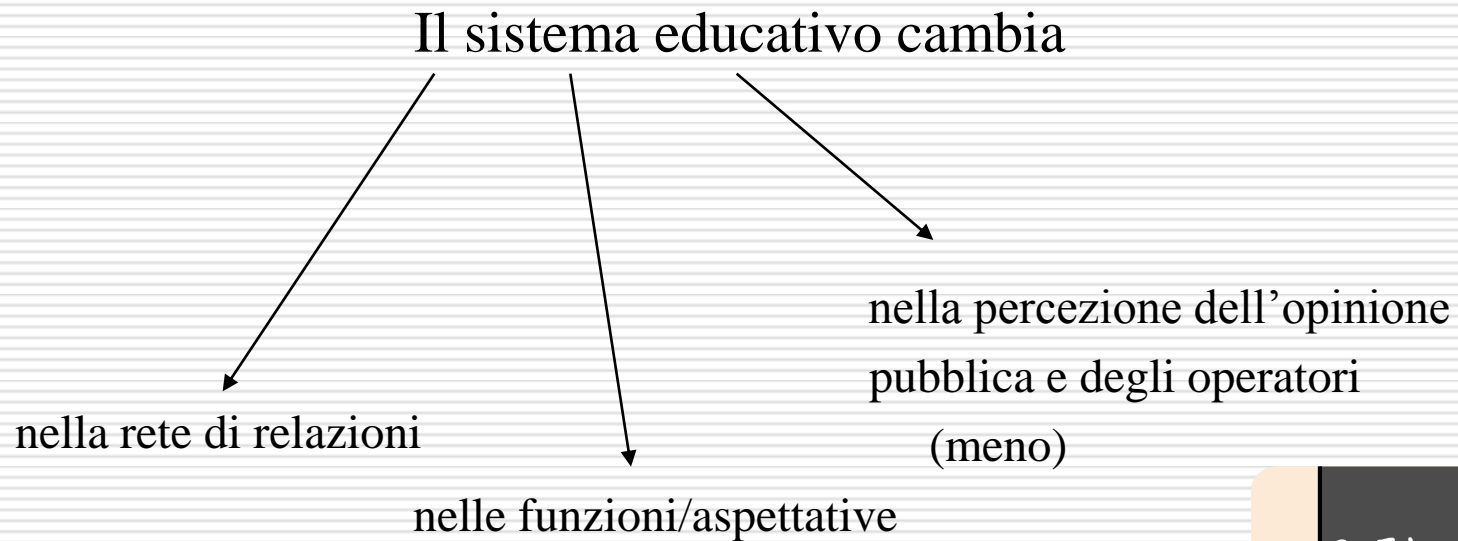 Il sistema educativo cambia
nella rete di relazioni
nelle funzioni/aspettative
nella percezione dell’opinione
pubblica e degli operatori
(meno)